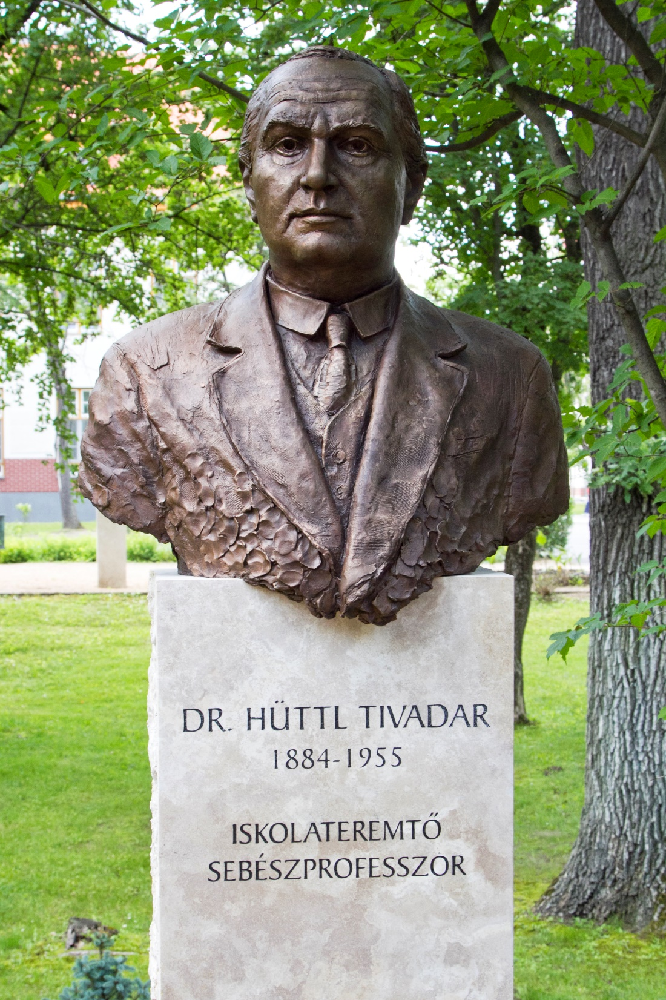 DR. HÜTTL TIVADAR
1884-1955
ISKOLATEREMTŐ
SEBÉSZPROFESSZOR